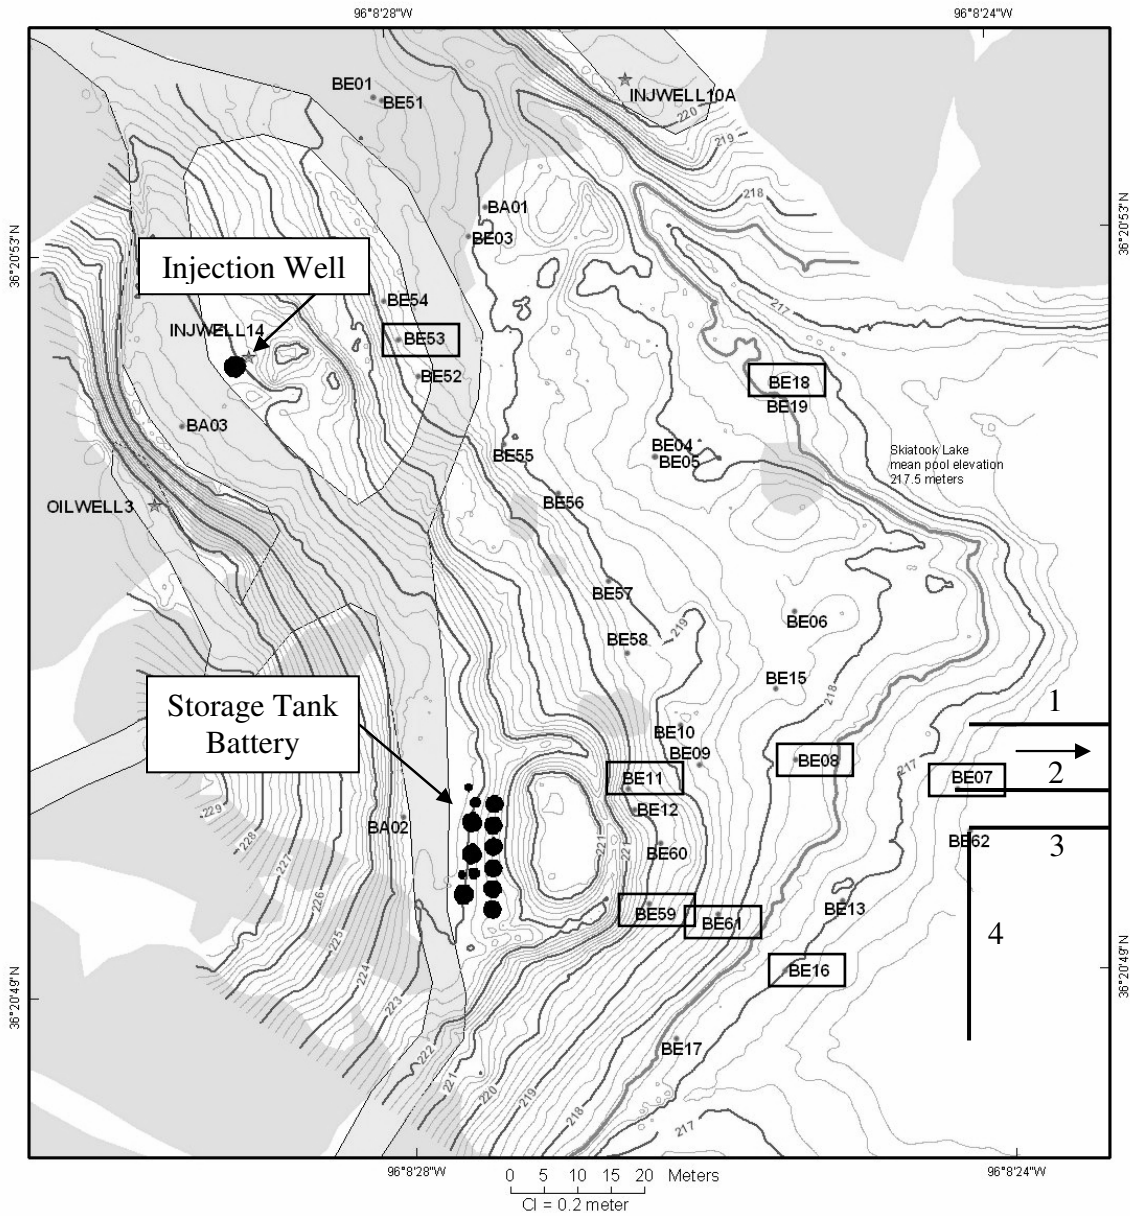 96°8'28"W
96°8'24"W
BE01
BE51
INJWELL10A
220
219
218
BA01
BE03
36°20'53"N
36°20'53"N
Injection Well
217
BE54
INJWELL14
BE53
BE52
BE18
BE19
BA03
BE55
BE04
BE05
Skiatook Lake
mean pool elevation
217.5 meters
OILWELL3
BE56
BE57
BE06
219
BE58
BE15
218
Storage Tank
Battery
1
BE10
BE09
BE08
217
BE07
2
BE11
229
BE12
BA02
228
221
221
BE60
BE62
3
227
226
BE59
BE61
BE13
4
225
BE16
36°20'49"N
36°20'49"N
224
223
BE17
222
221
220
219
218
217
96°8'28"W
96°8'24"W
0 5 10 15 20 Meters
CI = 0.2 meter